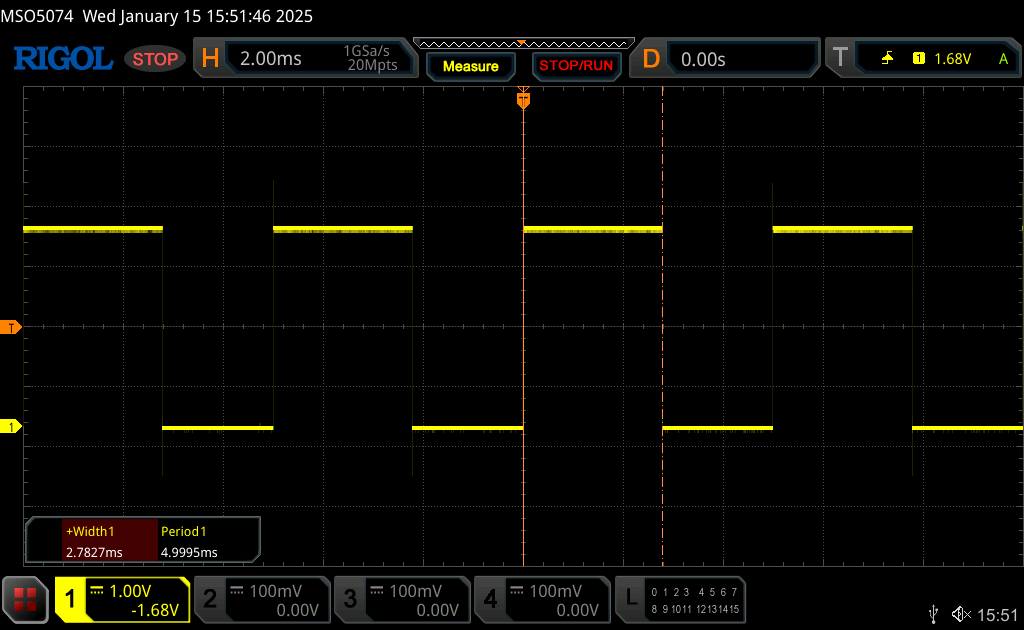 MSO5074 Wed January 15 15:51:46 2025
RIGOL STOP H 2.00ms 1GSa/s 20Mpts Measure STOP/RUN D 0.00s T 1 1.68V A
T
T
1
+Width1 Period1
2.7827ms 4.9995ms
1 1.00V -1.68V 2 100mV 0.00V 3 100mV 0.00V 4 100mV 0.00V L 0 1 2 3 4 5 6 7
8 9 10 11 12 13 14 15
15:51